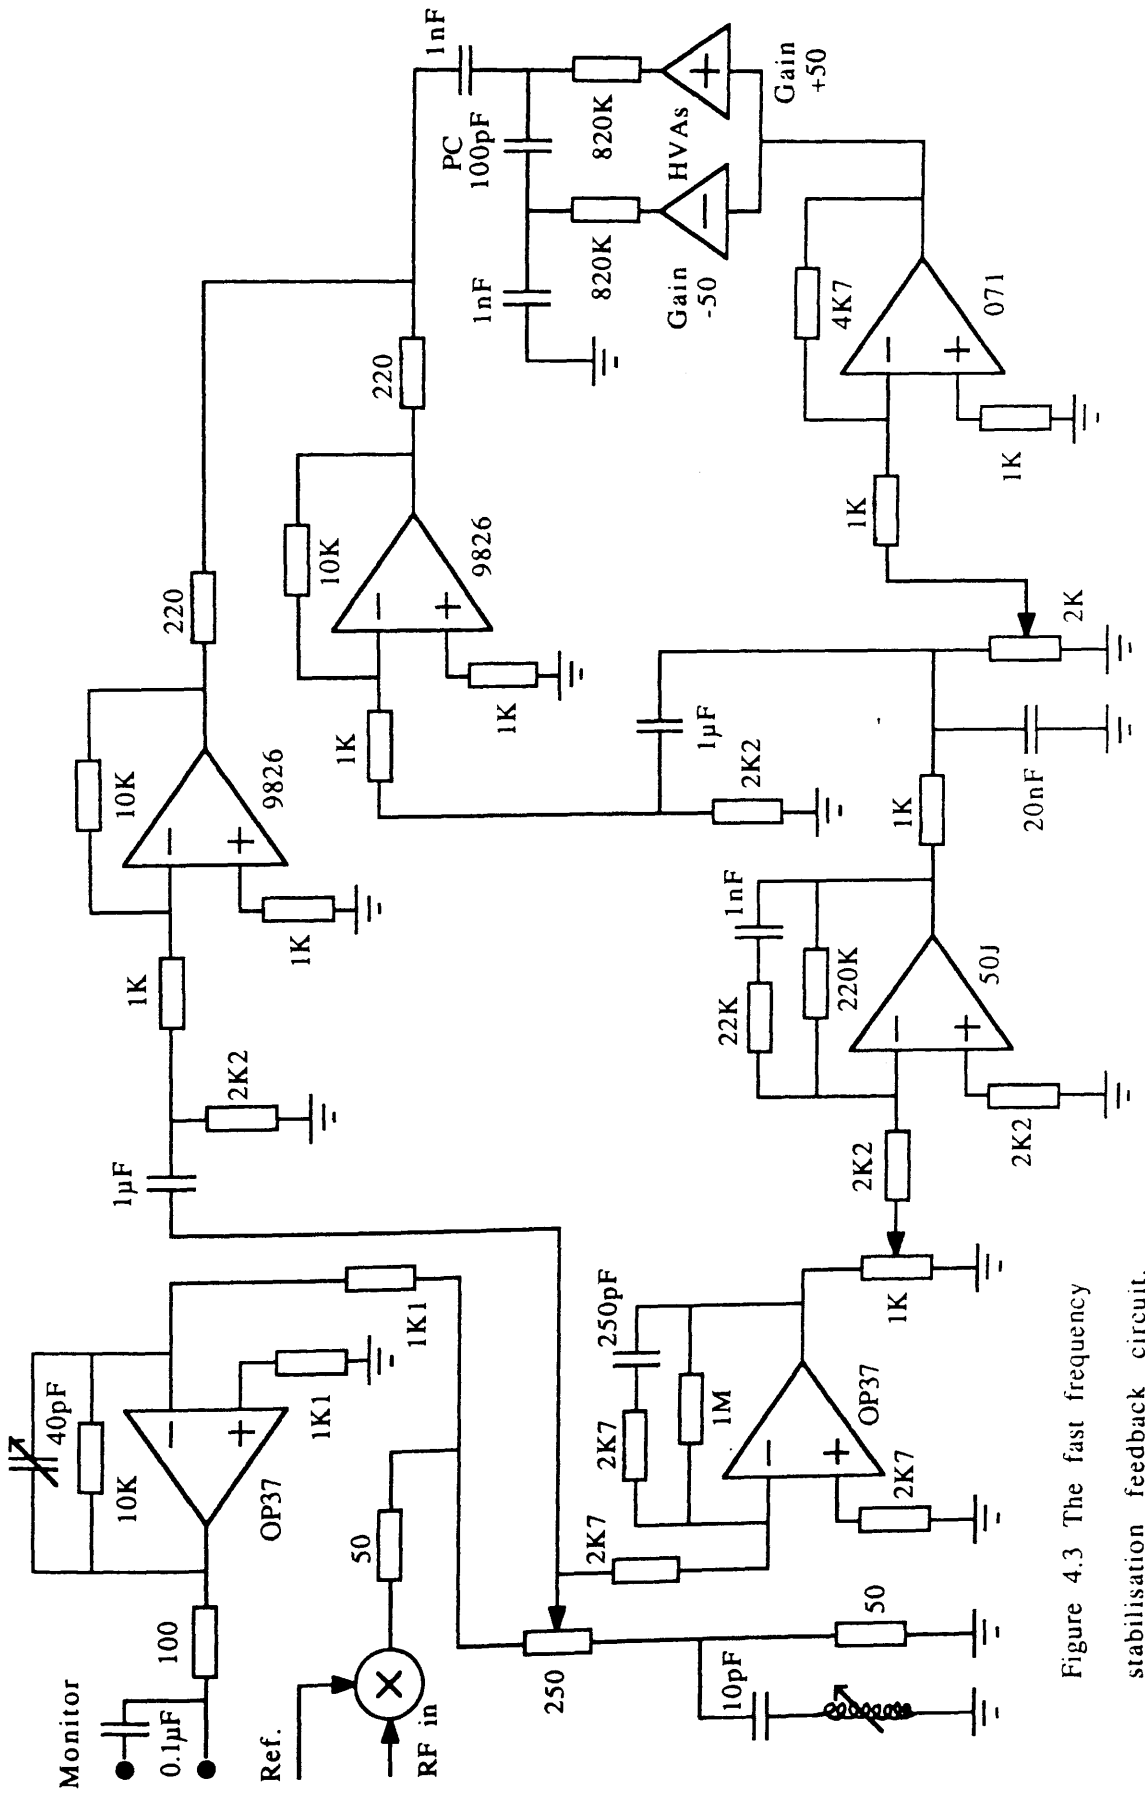 Monitor
0.1µF
100
40pF
10K
OP37
1K1
1K1
Ref.
RF in
50
250
10pF
50
2K7
2K7
2K7
1M
250pF
OP37
1K
1µF
2K2
1K
1K
10K
9826
220
2K2
2K2
22K
1nF
220K
50J
1K
20nF
2K
1µF
2K2
1K
1K
10K
9826
220
1K
1K
4K7
071
1nF
820K
820K
Gain
-50
HVAs
Gain
+50
PC
100pF
1nF
Figure 4.3 The fast frequency
stabilisation feedback circuit.